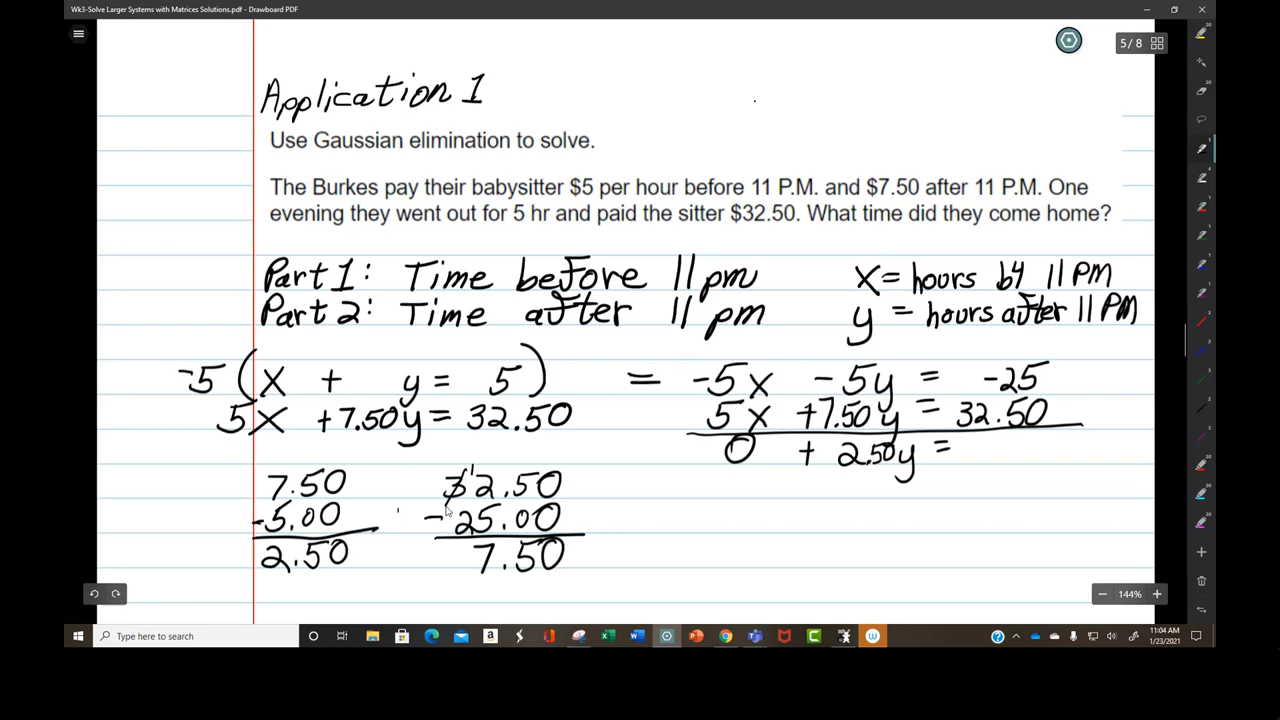 Wk3-Solve Larger Systems with Matrices Solutions.pdf - Drawboard PDF
5 / 8
Application 1
Use Gaussian elimination to solve.
The Burkes pay their babysitter $5 per hour before 11 P.M. and $7.50 after 11 P.M. One
evening they went out for 5 hr and paid the sitter $32.50. What time did they come home?
Part 1: Time before 11 pm
Part 2: Time after 11 pm
x = hours b4 11 PM
y = hours after 11 PM
-5 (x + y = 5)
5x + 7.50y = 32.50
= -5x - 5y = -25
5x + 7.50y = 32.50
0 + 2.50y =
7.50
-5.00
2.50
32.50
-25.00
7.50
144%
Type here to search
11:04 AM
1/23/2021